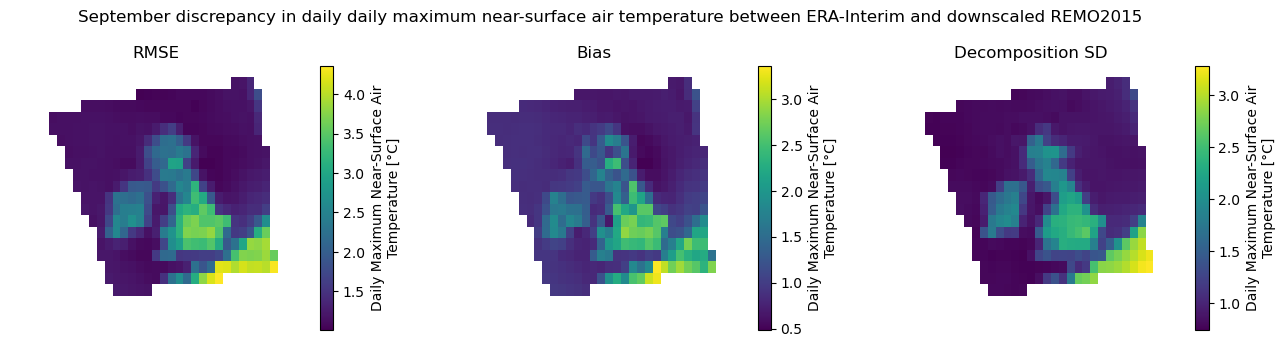 September discrepancy in daily daily maximum near-surface air temperature between ERA-Interim and downscaled REMO2015
RMSE
4.0
3.5
3.0
2.5
2.0
1.5
Daily Maximum Near-Surface Air
Temperature [°C]
Bias
3.0
2.5
2.0
1.5
1.0
0.5
Daily Maximum Near-Surface Air
Temperature [°C]
Decomposition SD
3.0
2.5
2.0
1.5
1.0
Daily Maximum Near-Surface Air
Temperature [°C]